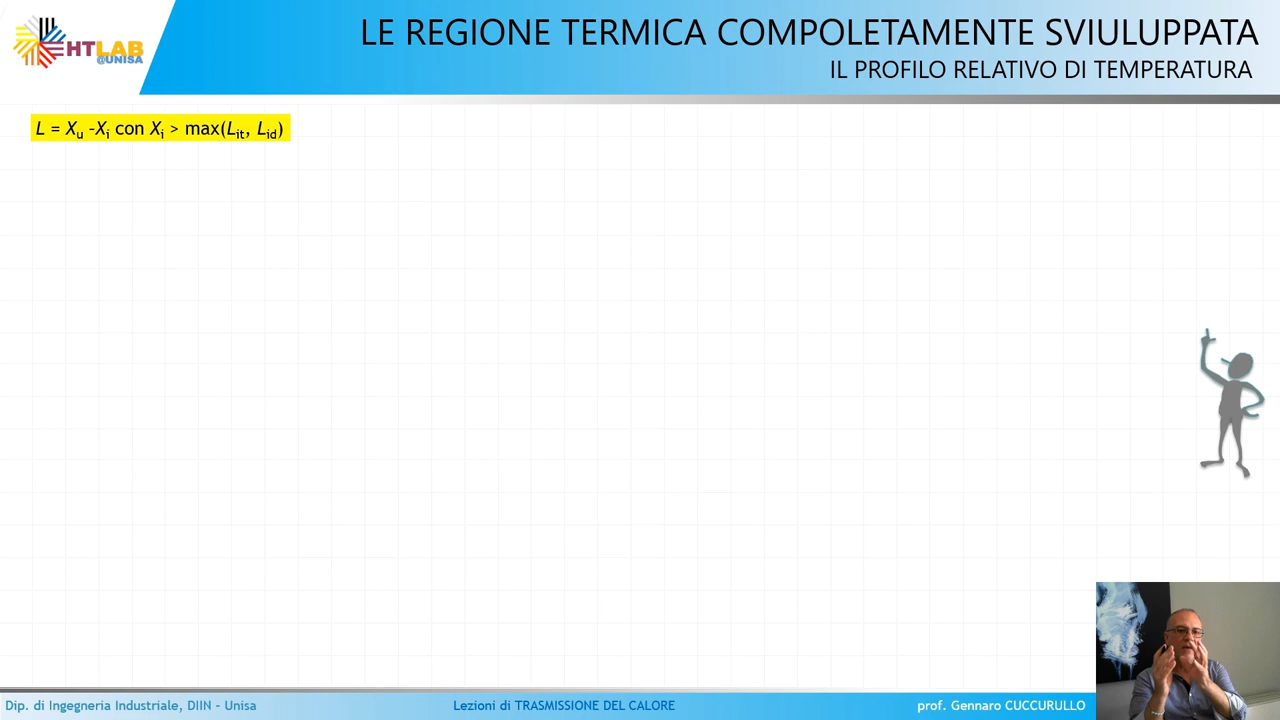 HTLAB
@UNISA
LE REGIONE TERMICA COMPOLETAMENTE SVIULUPPATA
IL PROFILO RELATIVO DI TEMPERATURA
L = Xu –Xi con Xi > max(Lit, Lid)
Dip. di Ingegneria Industriale, DIIN - Unisa
Lezioni di TRASMISSIONE DEL CALORE
prof. Gennaro CUCCURULLO